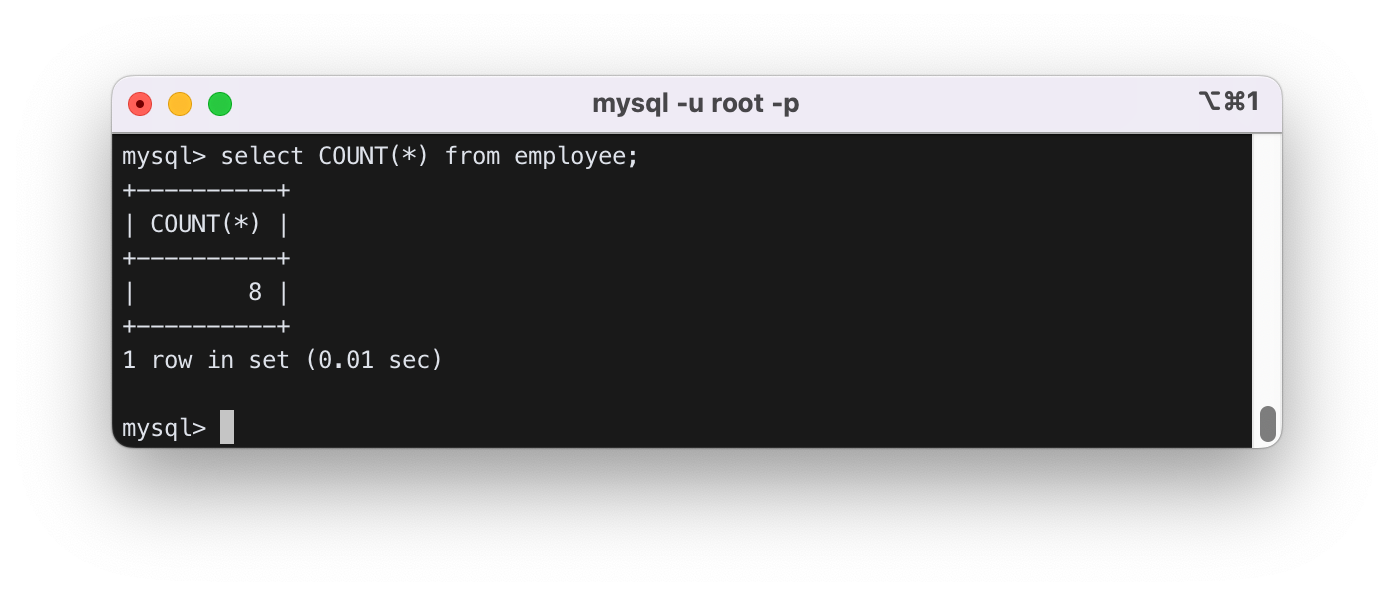 mysql -u root -p
⌥⌘1
mysql> select COUNT(*) from employee;
+----------+
| COUNT(*) |
+----------+
|        8 |
+----------+
1 row in set (0.01 sec)
mysql>